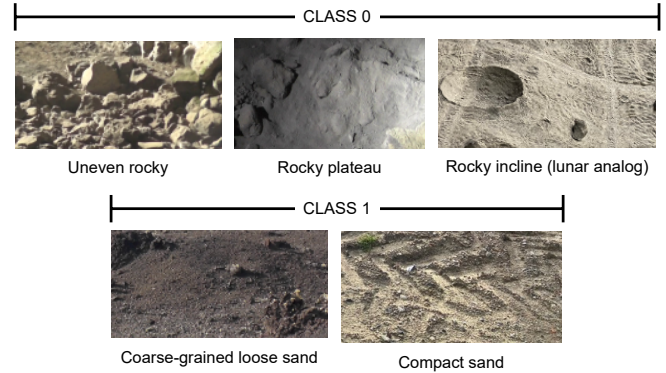 CLASS 0
Uneven rocky
Rocky plateau
Rocky incline (lunar analog)
CLASS 1
Coarse-grained loose sand
Compact sand